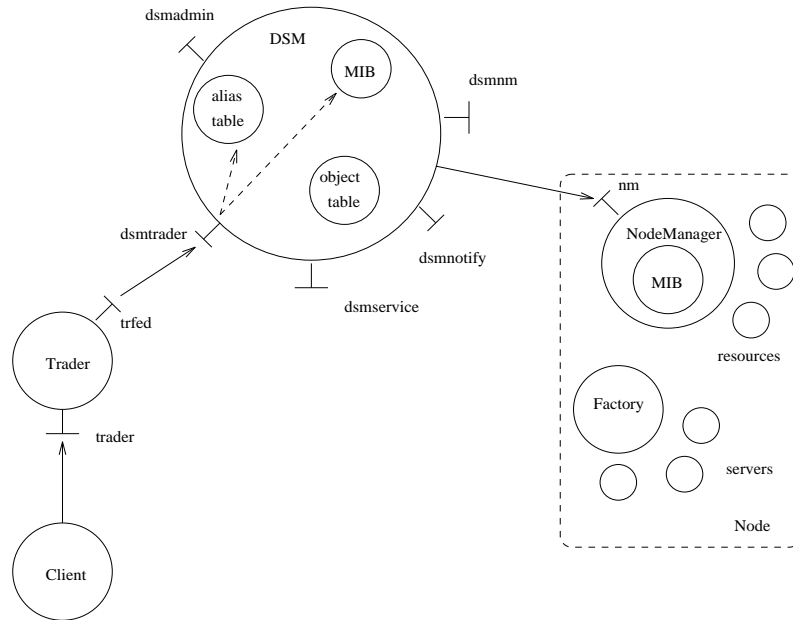 dsmadmin
DSM
MIB
alias
table
dsmnm
object
table
nm
dsmtrader
NodeManager
dsmnotify
MIB
dsmservice
trfed
resources
Trader
Factory
trader
servers
Node
Client